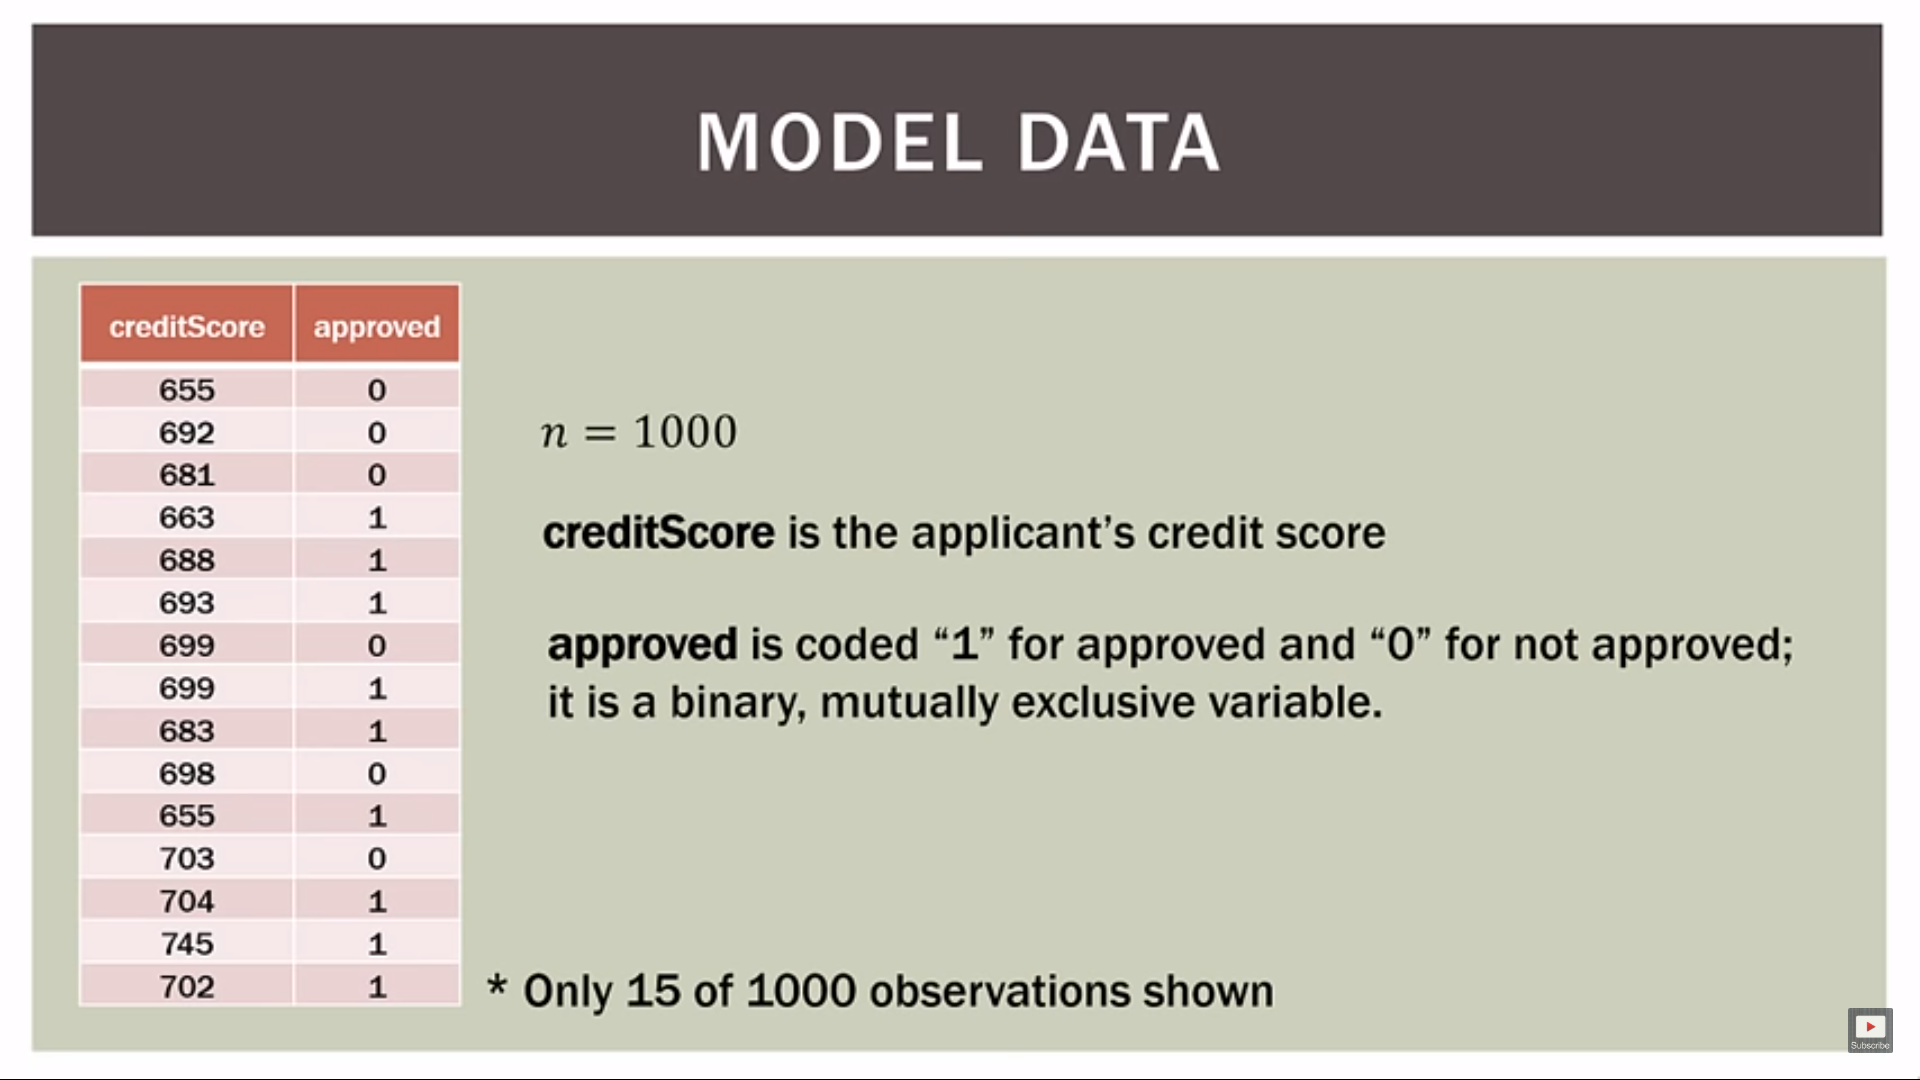 MODEL DATA
creditScore approved
655 0
692 0
681 0
663 1
688 1
693 1
699 0
699 1
683 1
698 0
655 1
703 0
704 1
745 1
702 1
n = 1000
creditScore is the applicant’s credit score
approved is coded “1” for approved and “0” for not approved;
it is a binary, mutually exclusive variable.
* Only 15 of 1000 observations shown
Subscribe